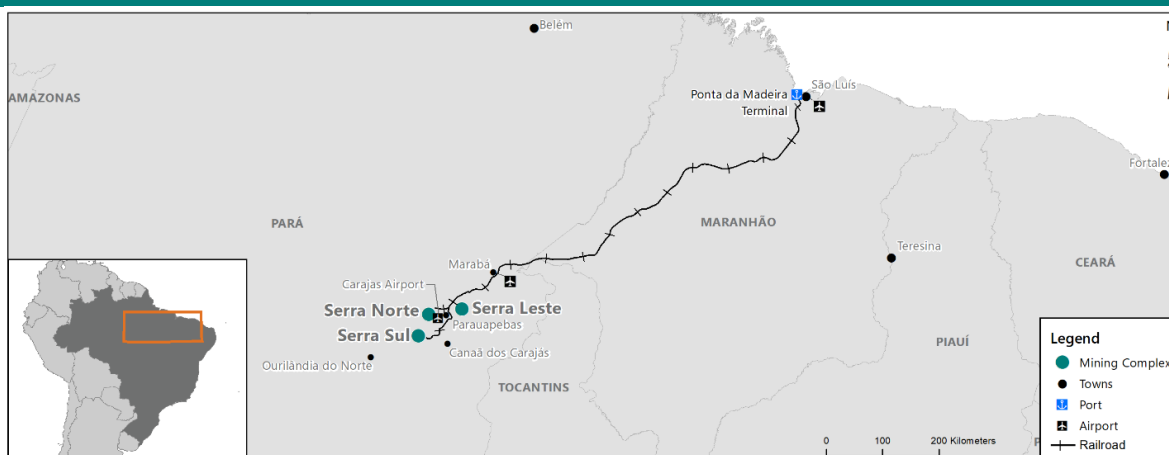 Belém
AMAZONAS
São Luís
Ponta da Madeira
Terminal
PARÁ
MARANHÃO
Teresina
CEARÁ
Marabá
Carajas Airport
Serra Norte
Serra Leste
Parauapebas
Serra Sul
Canaã dos Carajás
Ourilândia do Norte
TOCANTINS
PIAUÍ
Legend
Mining Complex
Towns
Port
Airport
Railroad
0 100 200 Kilometers